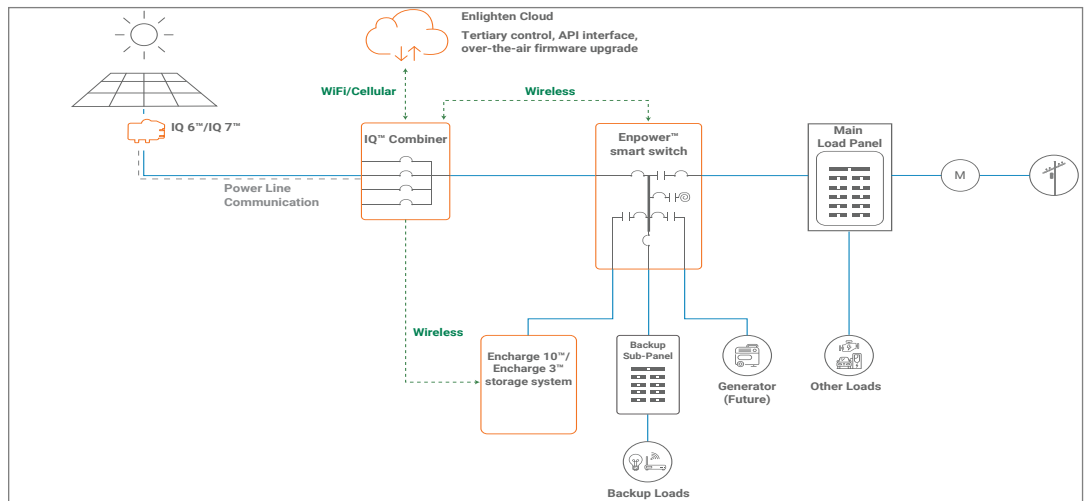 Enlighten Cloud
Tertiary control, API interface,
over-the-air firmware upgrade
WiFi/Cellular
Wireless
IQ 6™/IQ 7™
IQ™ Combiner
Enpower™
smart switch
Main
Load Panel
M
Power Line
Communication
Wireless
Encharge 10™/
Encharge 3™
storage system
Backup
Sub-Panel
Generator
(Future)
Other Loads
Backup Loads